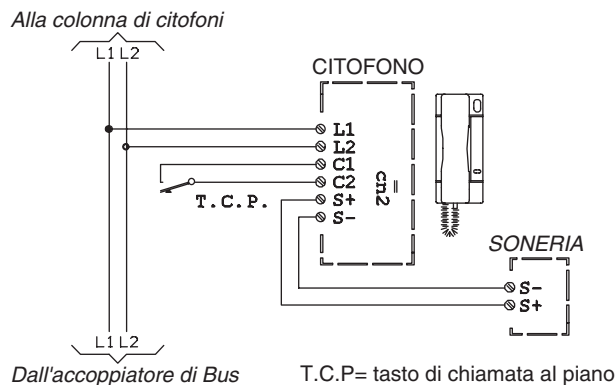 Alla colonna di citofoni
L1 L2
CITOFONO
L1
L2
C1
C2
S+
S-
cn2
T.C.P.
SONERIA
S-
S+
L1 L2
Dall'accoppiatore di Bus
T.C.P= tasto di chiamata al piano